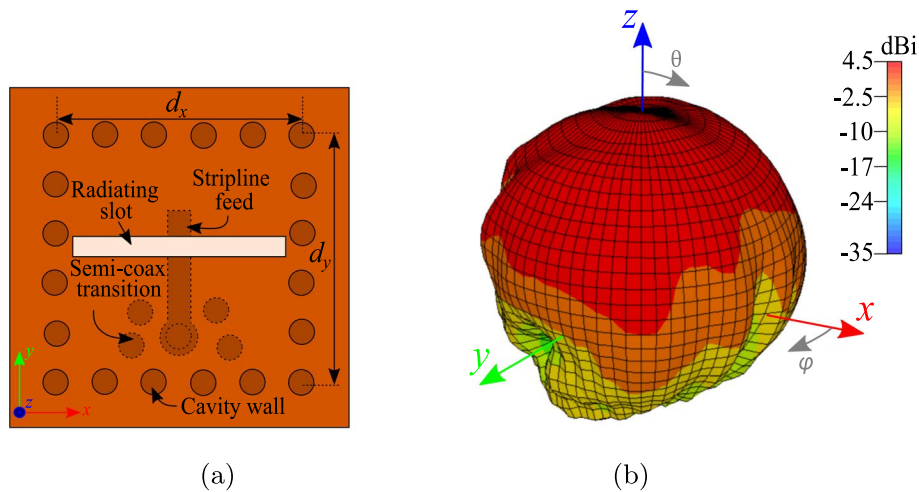 dₓ
Radiating
slot
Stripline
feed
d_y
Semi-coax
transition
Cavity wall
y
z
x
(a)
z
θ
dBi
4.5
-2.5
-10
-17
-24
-35
x
y
φ
(b)